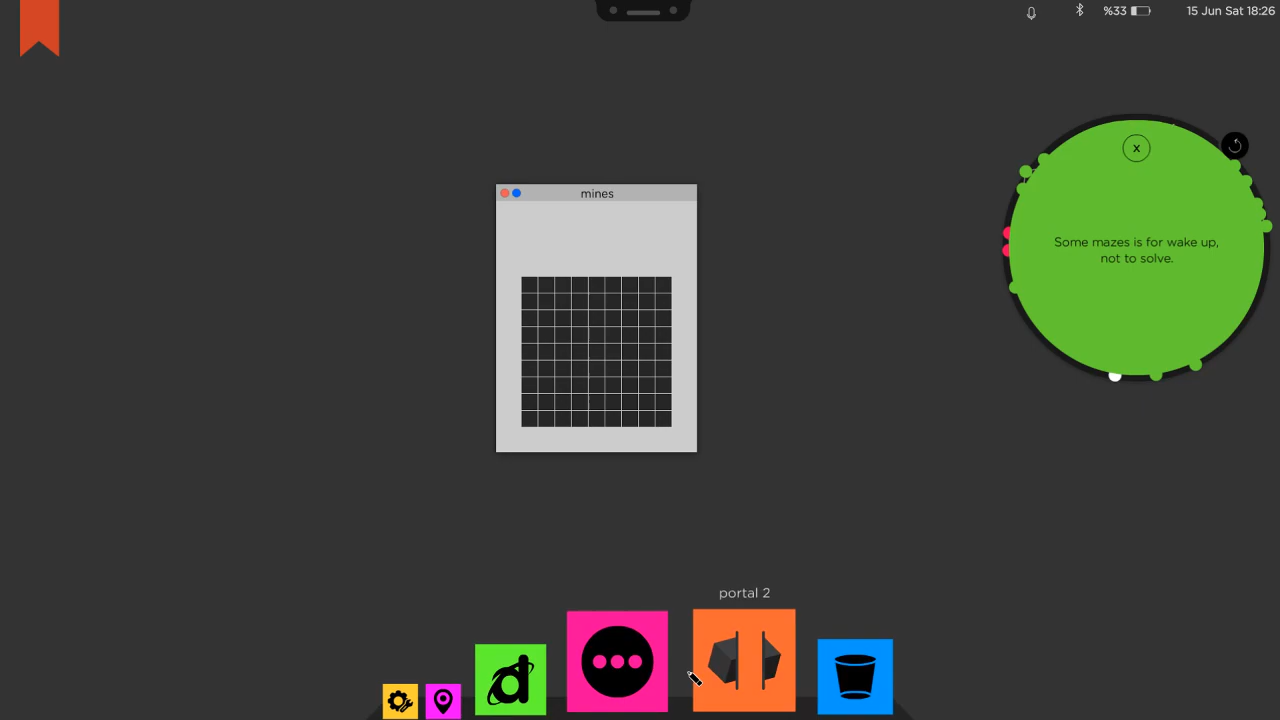 %33
15 Jun Sat 18:26
x
mines
Some mazes is for wake up,
not to solve.
portal 2
d